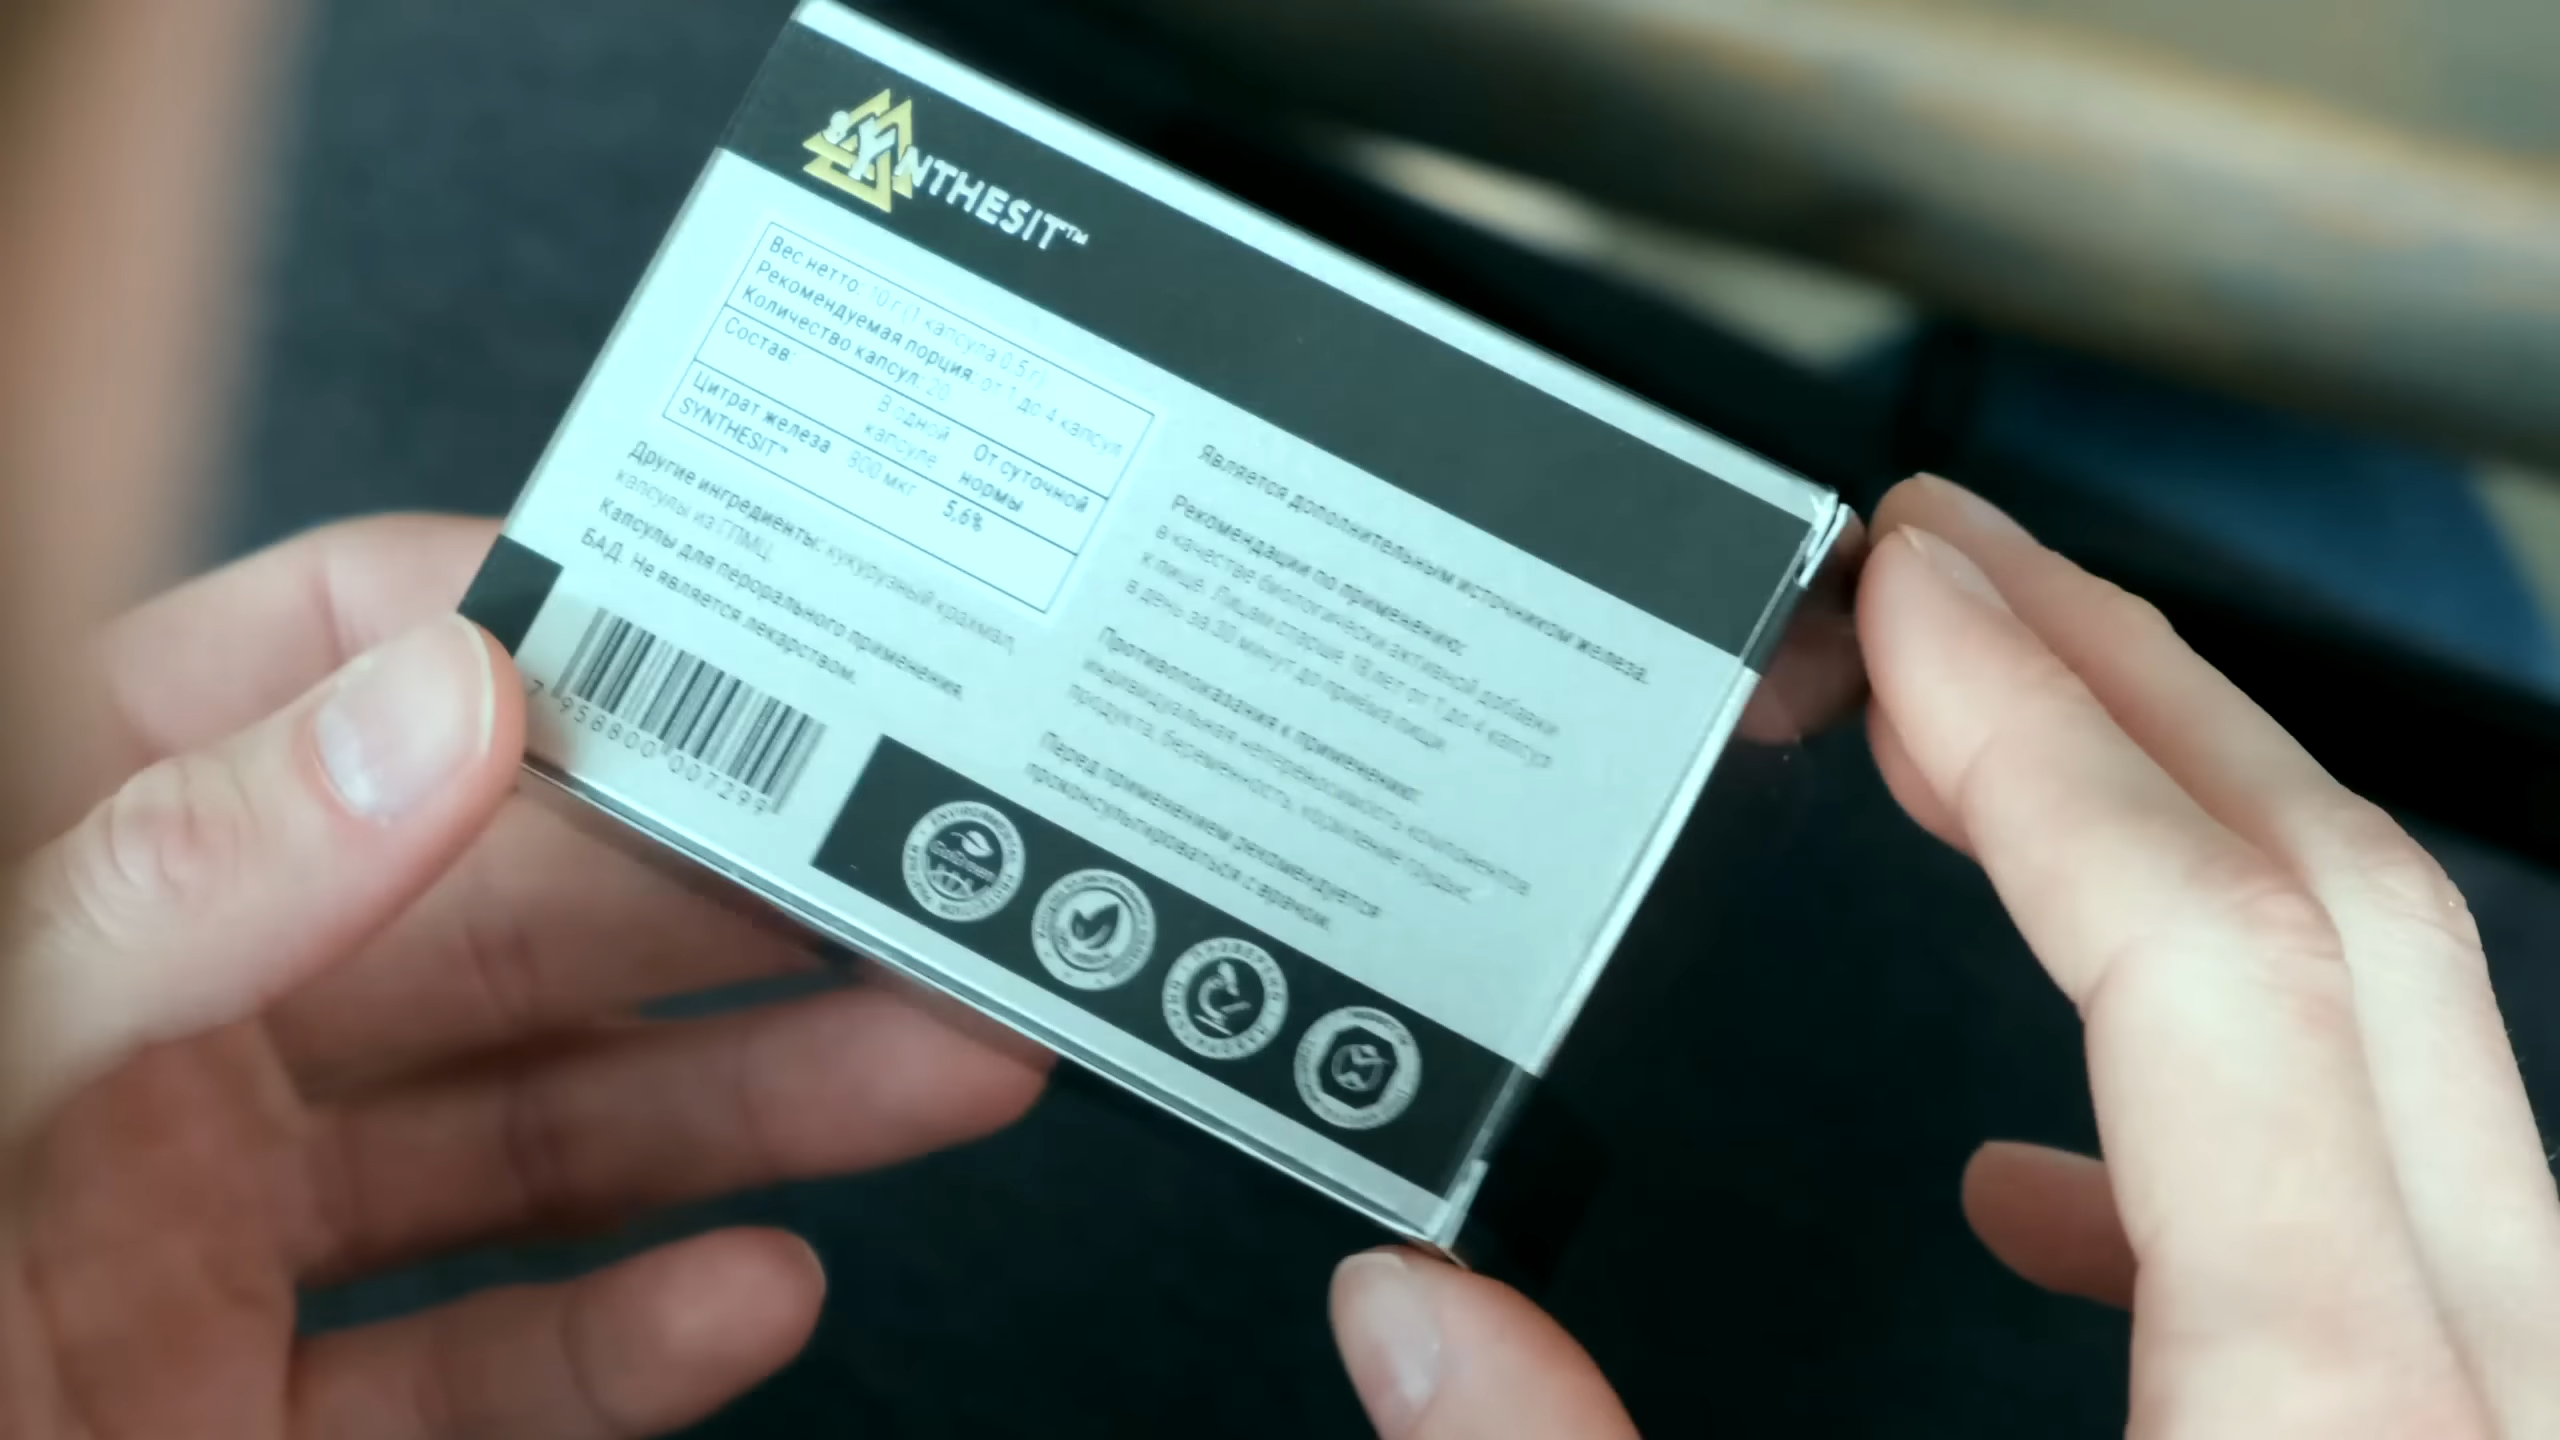 SYNTHESIT™
Вес нетто: 10 г (1 капсула 0,5 г)
Рекомендуемая порция: от 1 до 4 капсул
Количество капсул: 20
Состав:
В одной капсуле
От суточной нормы
Цитрат железа SYNTHESIT™
900 мкг
5,6%
Другие ингредиенты: кукурузный крахмал,
капсулы из ГПМЦ.
Капсулы для перорального применения.
БАД. Не является лекарством.
7 958800 007299
Является дополнительным источником железа.
Рекомендации по применению:
в качестве биологически активной добавки
к пище. Лицам старше 18 лет от 1 до 4 капсул
в день за 30 минут до приёма пищи.
Противопоказания к применению:
индивидуальная непереносимость компонентов
продукта, беременность, кормление грудью.
Перед применением рекомендуется
проконсультироваться с врачом.